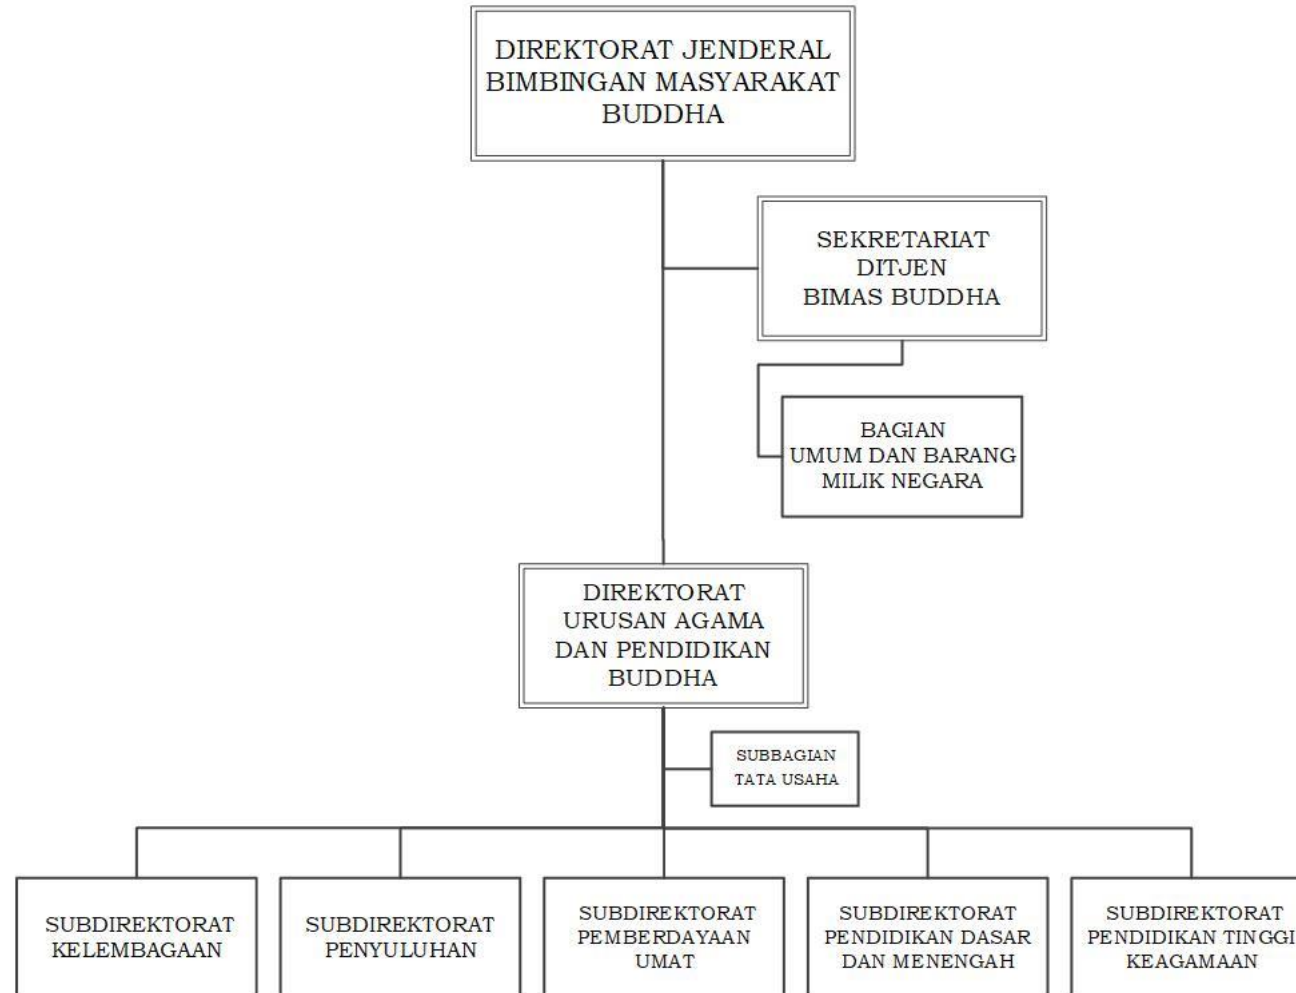 DIREKTORAT JENDERAL
BIMBINGAN MASYARAKAT
BUDDHA
SEKRETARIAT
DITJEN
BIMAS BUDDHA
BAGIAN
UMUM DAN BARANG
MILIK NEGARA
DIREKTORAT
URUSAN AGAMA
DAN PENDIDIKAN
BUDDHA
SUBBAGIAN
TATA USAHA
SUBDIREKTORAT
KELEMBAGAAN
SUBDIREKTORAT
PENYULUHAN
SUBDIREKTORAT
PEMBERDAYAAN
UMAT
SUBDIREKTORAT
PENDIDIKAN DASAR
DAN MENENGAH
SUBDIREKTORAT
PENDIDIKAN TINGGI
KEAGAMAAN